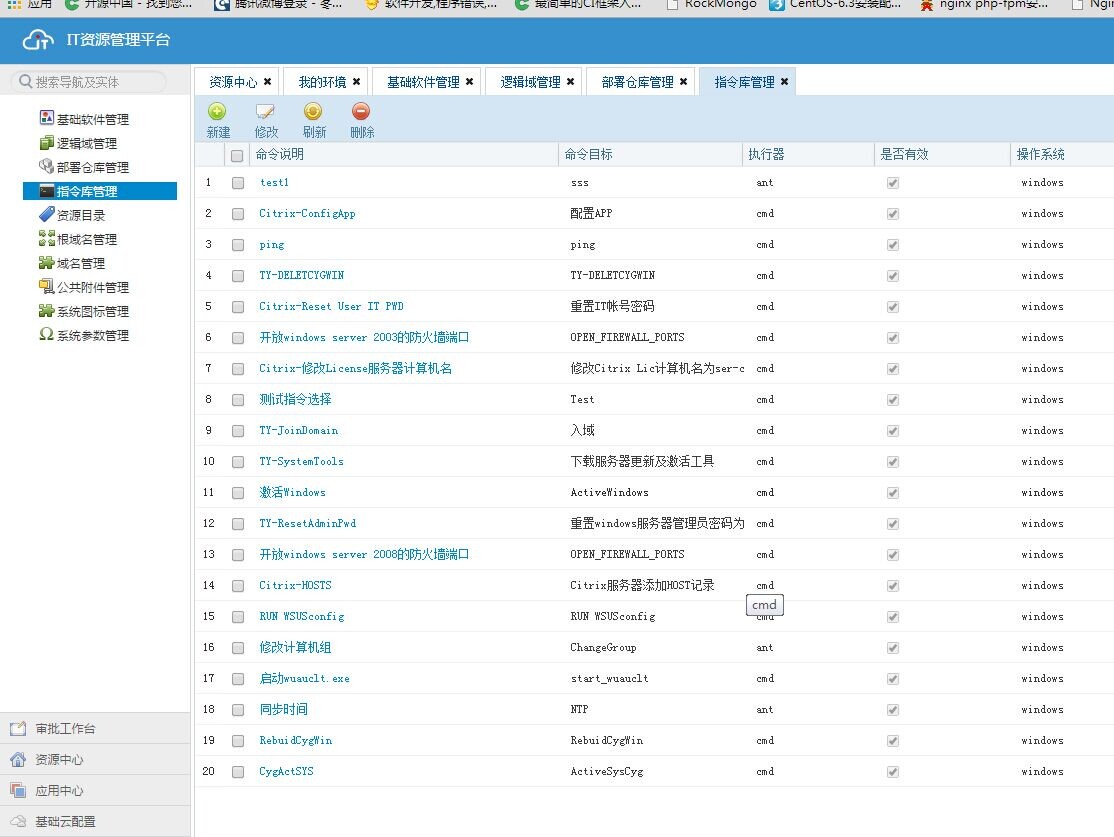 应用 开源中国 - 找到您... 腾讯微博登录 - 冬... 软件开发,程序错误,... 最简单的CI框架入... RockMongo CentOS-6.3安装配... nginx php-fpm安...
IT资源管理平台
搜索导航及实体
资源中心 我的环境 基础软件管理 逻辑域管理 部署仓库管理 指令库管理
新建 修改 刷新 删除
基础软件管理
逻辑域管理
部署仓库管理
指令库管理
资源目录
根域名管理
域名管理
公共附件管理
系统图标管理
系统参数管理
审批工作台
资源中心
应用中心
基础云配置
命令说明 命令目标 执行器 是否有效 操作系统
1 test1 sss ant windows
2 Citrix-ConfigApp 配置APP cmd windows
3 ping ping cmd windows
4 TY-DELETCYGWIN TY-DELETCYGWIN cmd windows
5 Citrix-Reset User IT PWD 重置IT帐号密码 cmd windows
6 开放windows server 2003的防火墙端口 OPEN_FIREWALL_PORTS cmd windows
7 Citrix-修改License服务器计算机名 修改Citrix Lic计算机名为ser-c cmd windows
8 测试指令选择 Test cmd windows
9 TY-JoinDomain 入域 cmd windows
10 TY-SystemTools 下载服务器更新及激活工具 cmd windows
11 激活Windows ActiveWindows cmd windows
12 TY-ResetAdminPwd 重置windows服务器管理员密码为 cmd windows
13 开放windows server 2008的防火墙端口 OPEN_FIREWALL_PORTS cmd windows
14 Citrix-HOSTS Citrix服务器添加HOST记录 cmd windows
cmd
15 RUN WSUSconfig RUN WSUSconfig cmd windows
16 修改计算机组 ChangeGroup ant windows
17 启动wuauclt.exe start_wuauclt cmd windows
18 同步时间 NTP ant windows
19 RebuidCygWin RebuidCygWin cmd windows
20 CygActSYS ActiveSysCyg cmd windows